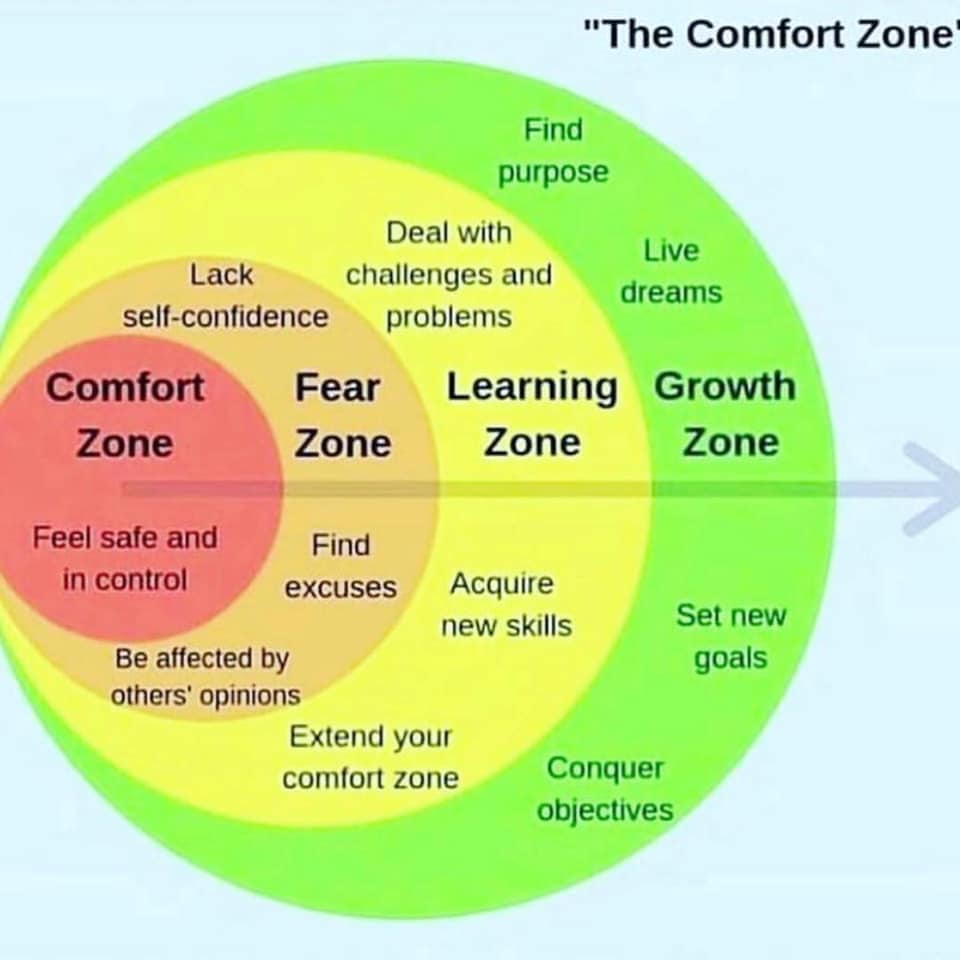 "The Comfort Zone"
Find
purpose
Live
dreams
Deal with
challenges and
problems
Lack
self-confidence
Comfort
Zone
Fear
Zone
Learning
Zone
Growth
Zone
Feel safe and
in control
Find
excuses
Be affected by
others' opinions
Acquire
new skills
Extend your
comfort zone
Set new
goals
Conquer
objectives